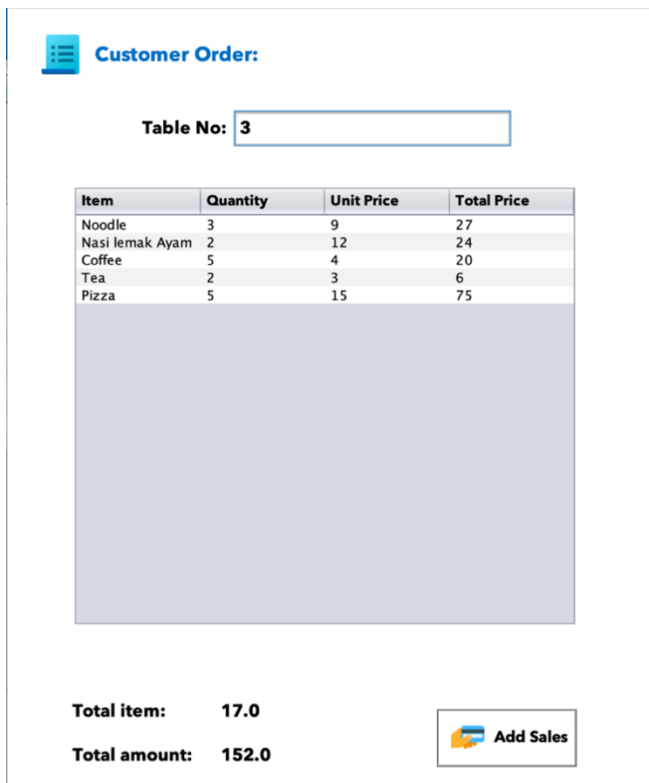 Customer Order:
Table No: 3
Item Quantity Unit Price Total Price
Noodle 3 9 27
Nasi lemak Ayam 2 12 24
Coffee 5 4 20
Tea 2 3 6
Pizza 5 15 75
Total item: 17.0
Add Sales
Total amount: 152.0